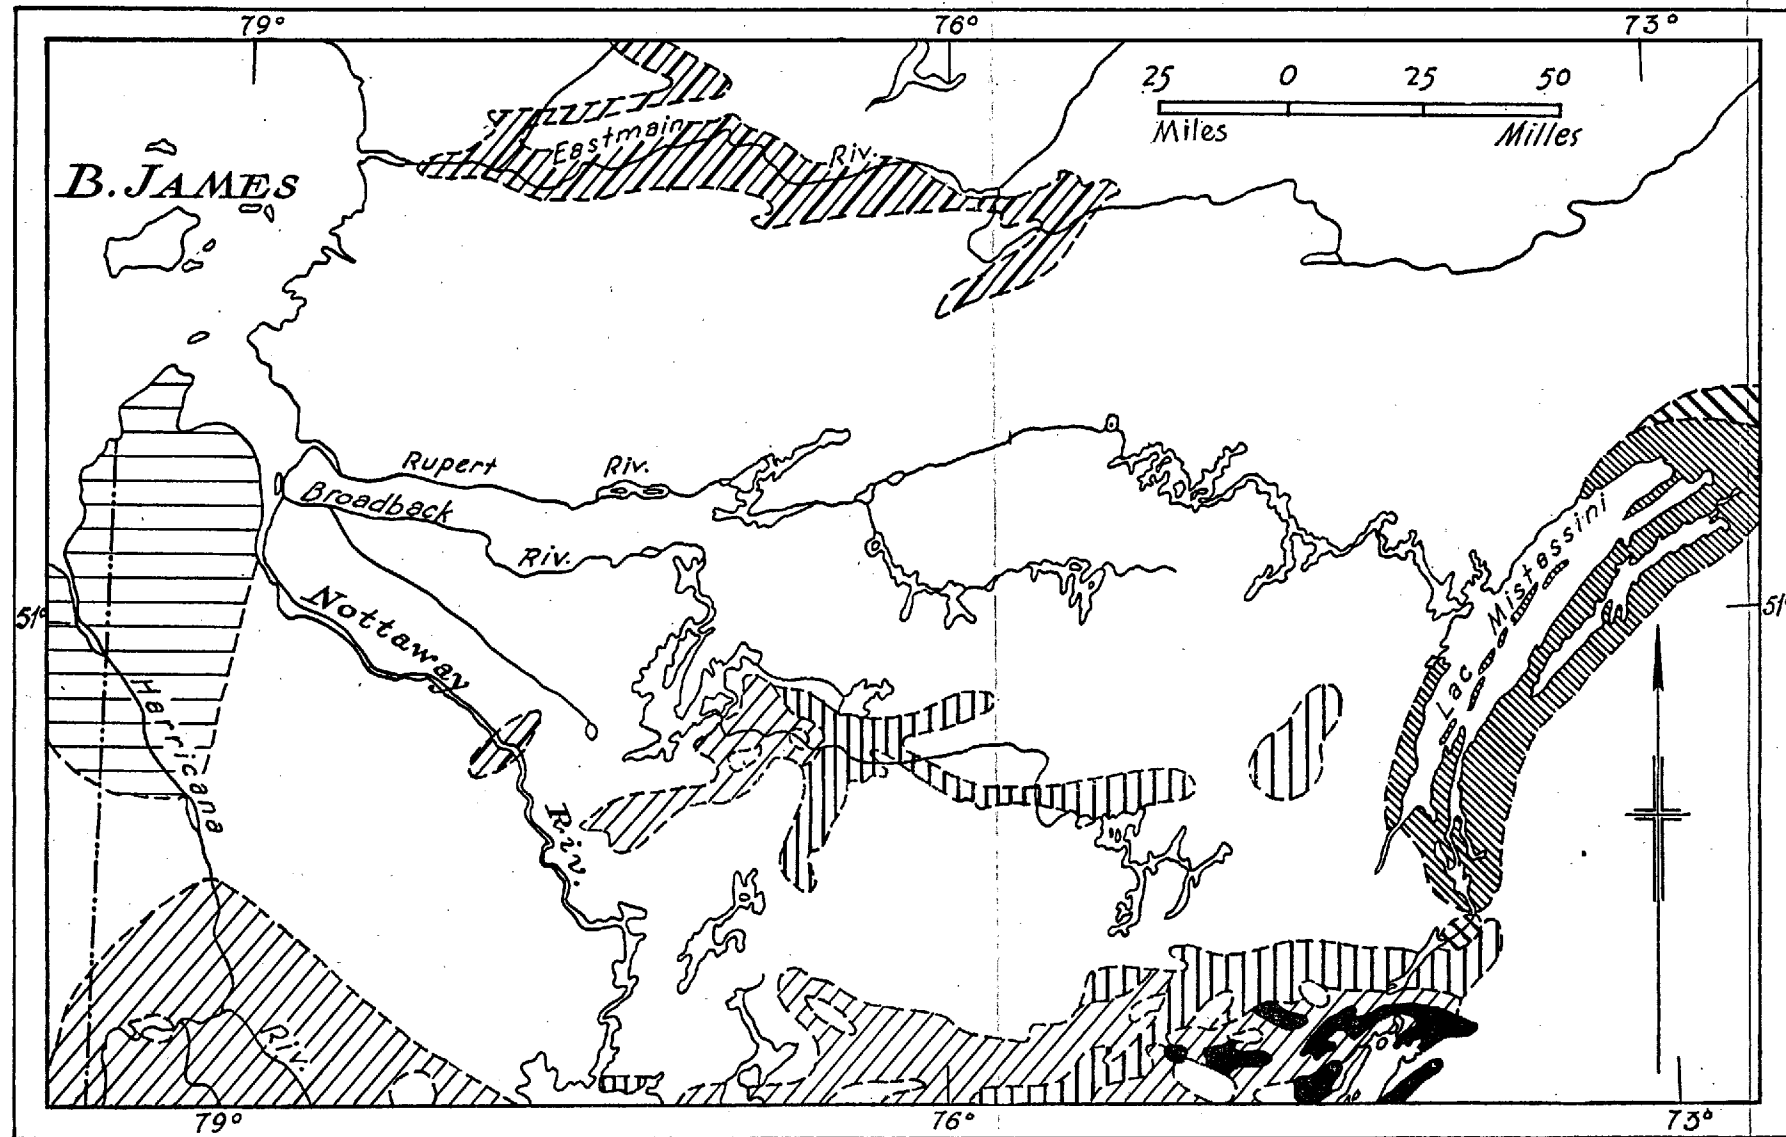 79° 76° 73°
25 0 25 50
Miles Milles
Eastmain Riv.
B. JAMES
Rupert Riv.
Broadback Riv.
51° 51°
Nottaway Riv.
Lac Mistassini
Harricana Riv.
79° 76° 73°